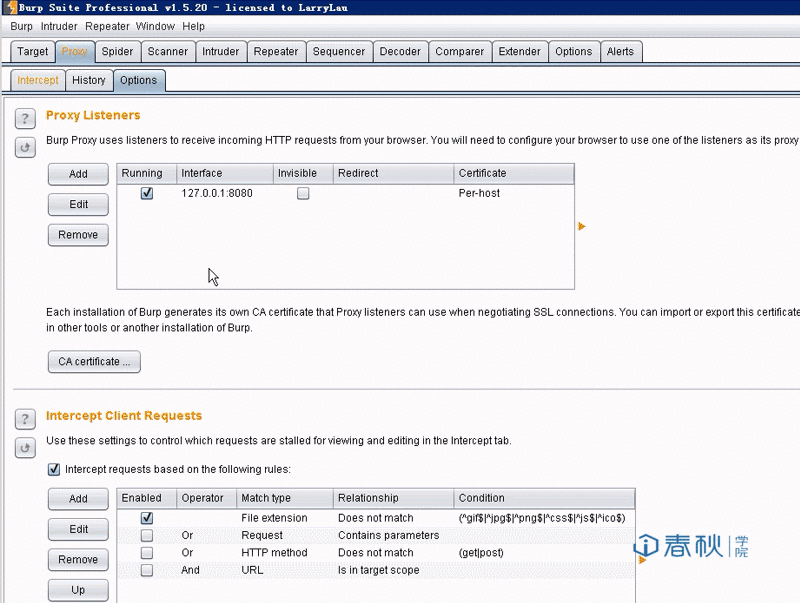 Burp Suite Professional v1.5.20 - licensed to LarryLau
Burp Intruder Repeater Window Help
Target Proxy Spider Scanner Intruder Repeater Sequencer Decoder Comparer Extender Options Alerts
Intercept History Options
? Proxy Listeners
Burp Proxy uses listeners to receive incoming HTTP requests from your browser. You will need to configure your browser to use one of the listeners as its proxy
Add Running Interface Invisible Redirect Certificate
127.0.0.1:8080 Per-host
Edit
Remove
Each installation of Burp generates its own CA certificate that Proxy listeners can use when negotiating SSL connections. You can import or export this certificate
in other tools or another installation of Burp.
CA certificate ...
? Intercept Client Requests
Use these settings to control which requests are stalled for viewing and editing in the Intercept tab.
Intercept requests based on the following rules:
Add Enabled Operator Match type Relationship Condition
File extension Does not match (^gif$|^jpg$|^png$|^css$|^js$|^ico$)
Edit Or Request Contains parameters
Remove Or HTTP method Does not match (get|post)
And URL Is in target scope
Up
春秋 学院